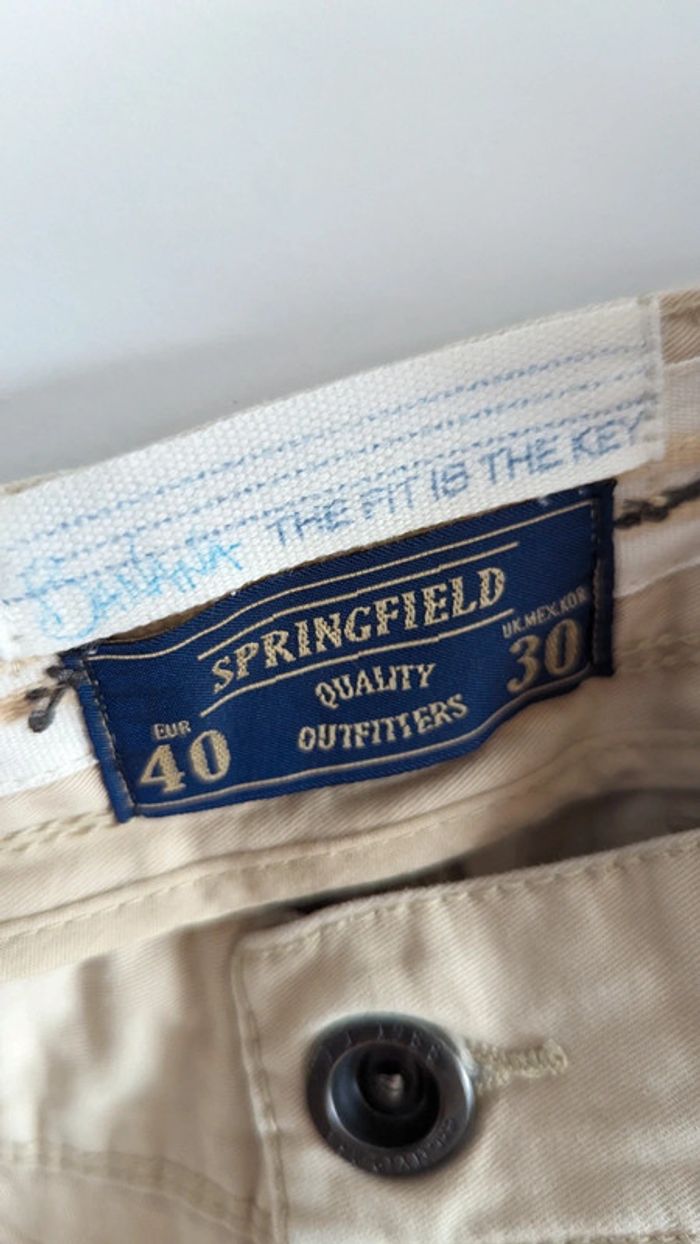 THE FIT IS THE KEY
SPRINGFIELD
QUALITY
OUTFITTERS
EUR
40
UK.MEX.KOR
30